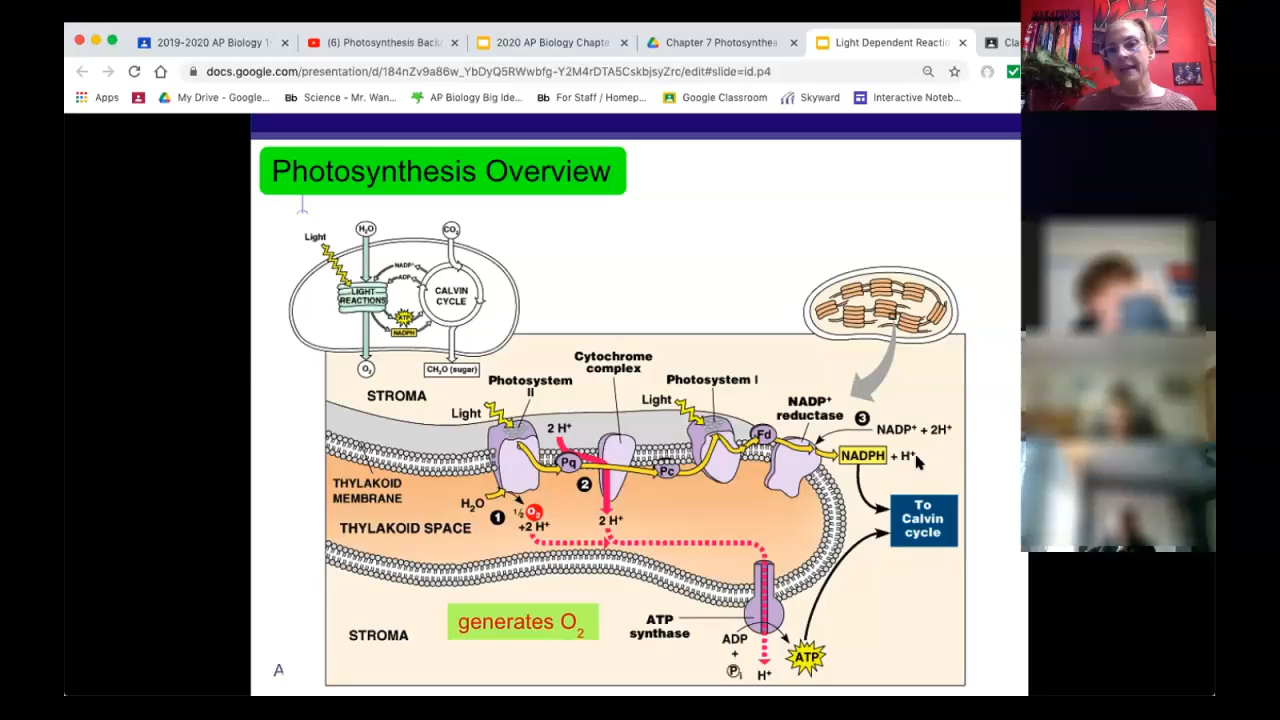 2019-2020 AP Biology 1
(6) Photosynthesis Back
2020 AP Biology Chapte
Chapter 7 Photosynthe
Light Dependent Reactio
Cla
docs.google.com/presentation/d/184nZv9a86w_YbDyQ5RWwbfg-Y2M4rDTA5CskbjsyZrc/edit#slide=id.p4
Apps
My Drive - Google...
Bb Science - Mr. Wan...
AP Biology Big Ide...
Bb For Staff / Homep...
Google Classroom
Skyward
Interactive Noteb...
Photosynthesis Overview
Light
H₂O
CO₂
NADP⁺
ADP
LIGHT
REACTIONS
CALVIN
CYCLE
ATP
NADPH
O₂
CH₂O (sugar)
STROMA
Photosystem
II
Cytochrome
complex
Photosystem I
Light
Light
2 H⁺
NADP⁺
reductase
3
NADP⁺ + 2H⁺
Fd
NADPH + H⁺
Pq
Pc
2
THYLAKOID
MEMBRANE
H₂O
1
½ O₂
+2 H⁺
2 H⁺
THYLAKOID SPACE
To
Calvin
cycle
generates O₂
STROMA
ATP
synthase
ADP
+
Pᵢ
H⁺
ATP
A